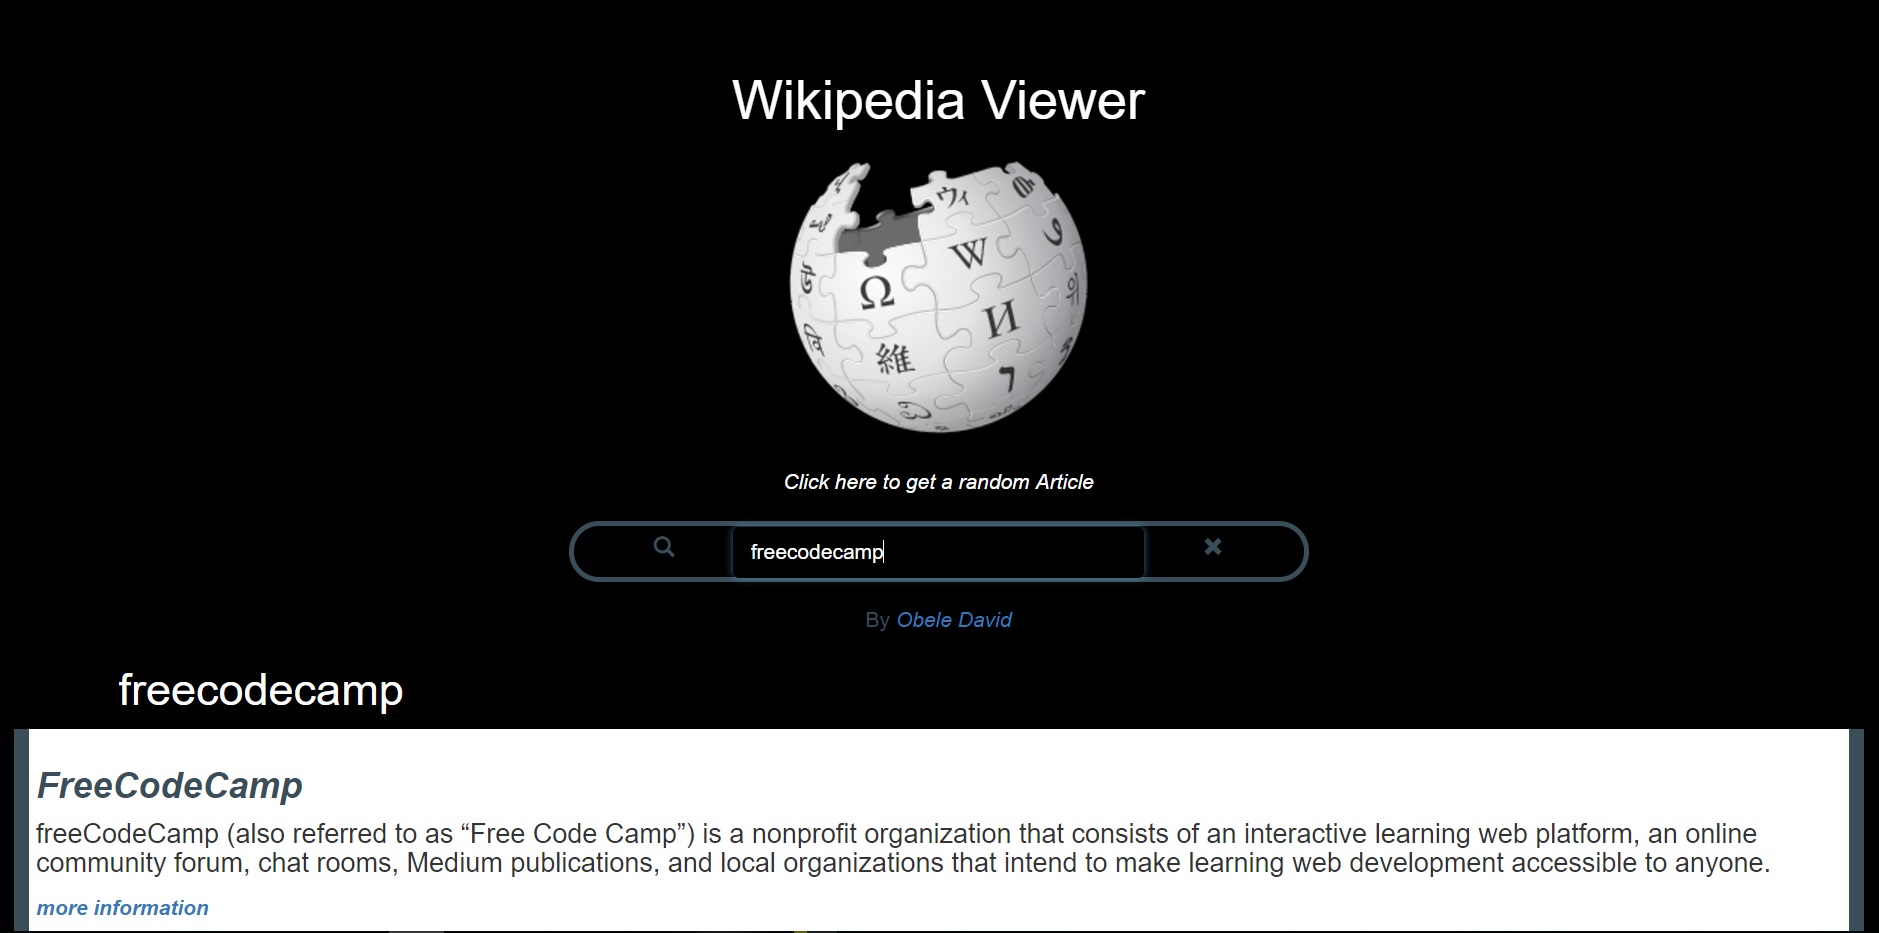 Wikipedia Viewer
ウィ
W
Ω
И
維
Click here to get a random Article
freecodecamp
By Obele David
freecodecamp
FreeCodeCamp
freeCodeCamp (also referred to as “Free Code Camp”) is a nonprofit organization that consists of an interactive learning web platform, an online
community forum, chat rooms, Medium publications, and local organizations that intend to make learning web development accessible to anyone.
more information